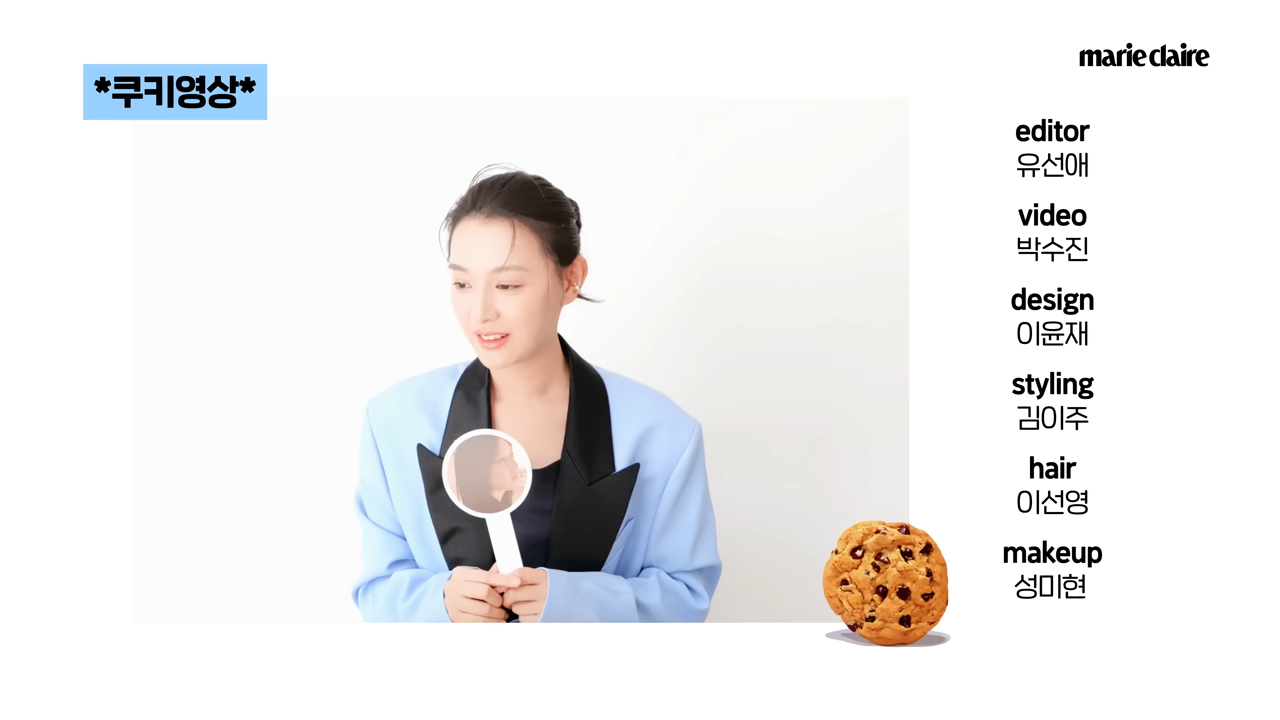 *쿠키영상*
marie claire
editor
유선애
video
박수진
design
이윤재
styling
김이주
hair
이선영
makeup
성미현